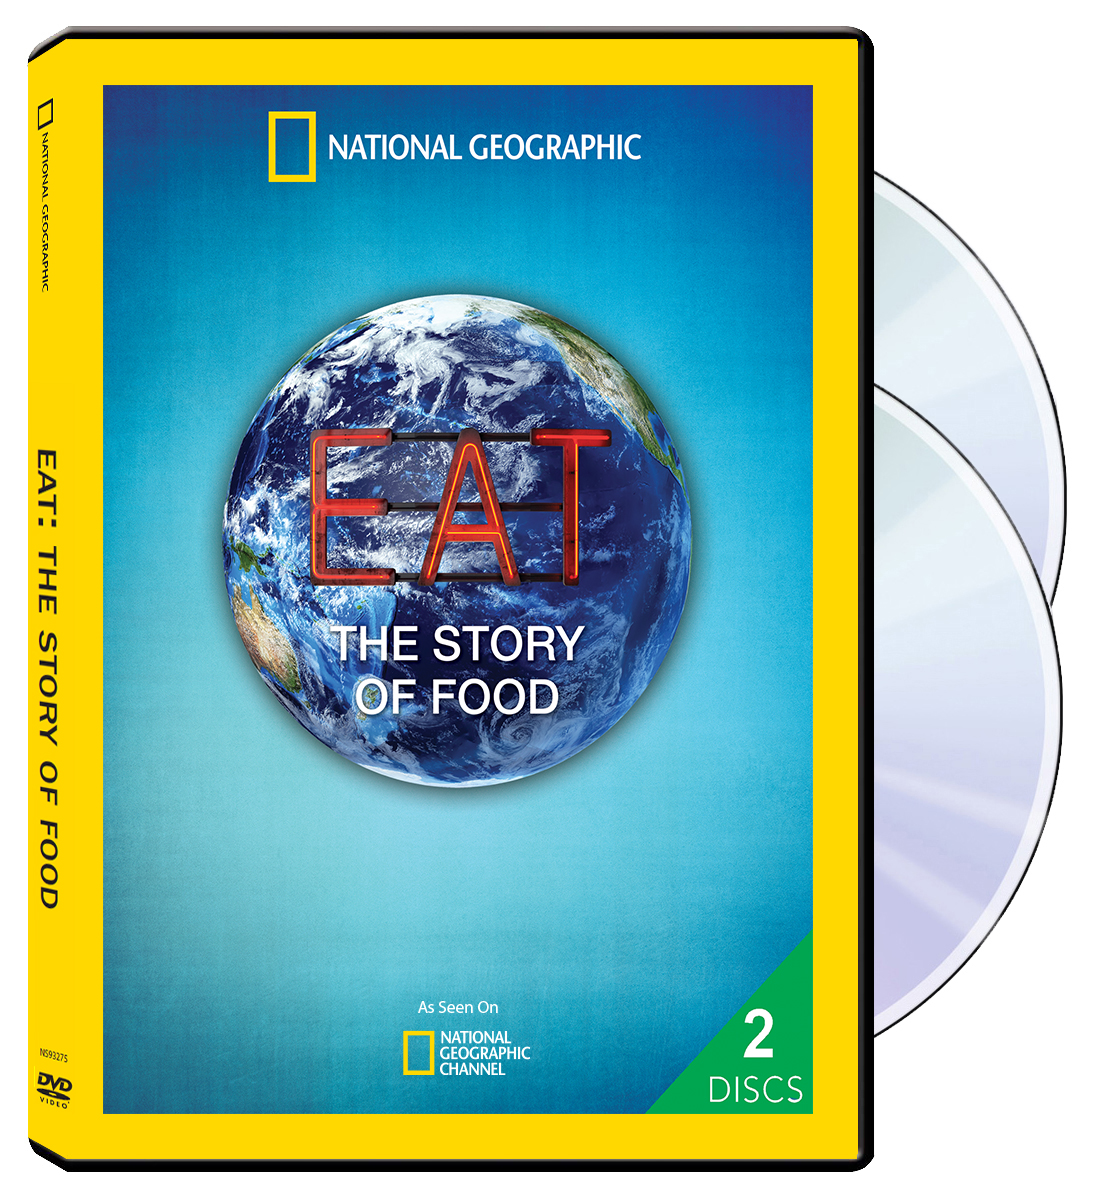 NATIONAL GEOGRAPHIC
EAT: THE STORY OF FOOD
NS93275
DVD
VIDEO
NATIONAL GEOGRAPHIC
EAT
THE STORY
OF FOOD
As Seen On
NATIONAL
GEOGRAPHIC
CHANNEL
2
DISCS